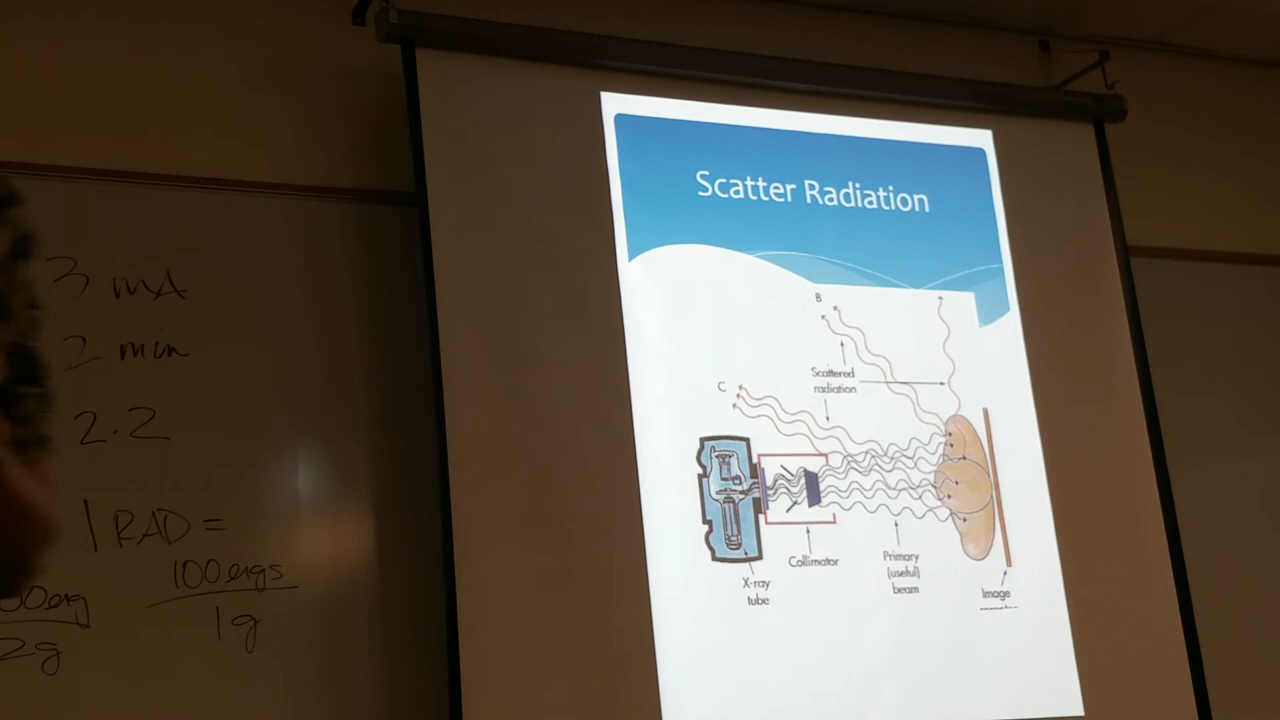 3 mA
2 min
2.2
1 RAD =
100 ergs
1g
2g
Scatter Radiation
B
Scattered
radiation
C
Collimator
Primary
(useful)
beam
X-ray
tube
Image